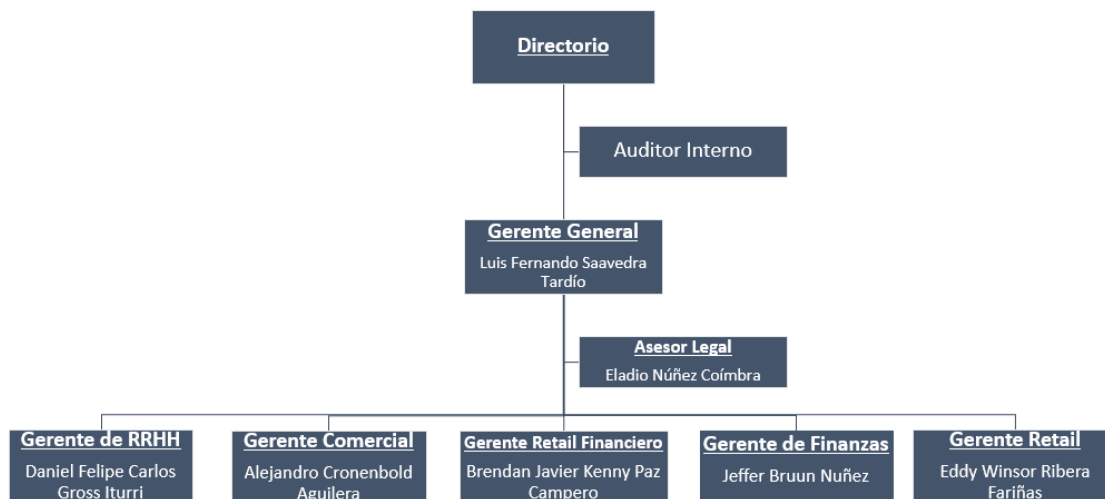 Directorio
Auditor Interno
Gerente General
Luis Fernando Saavedra
Tardío
Asesor Legal
Eladio Núñez Coímbra
Gerente de RRHH
Daniel Felipe Carlos
Gross Iturri
Gerente Comercial
Alejandro Cronenbold
Aguilera
Gerente Retail Financiero
Brendan Javier Kenny Paz
Campero
Gerente de Finanzas
Jeffer Bruun Nuñez
Gerente Retail
Eddy Winsor Ribera
Fariñas